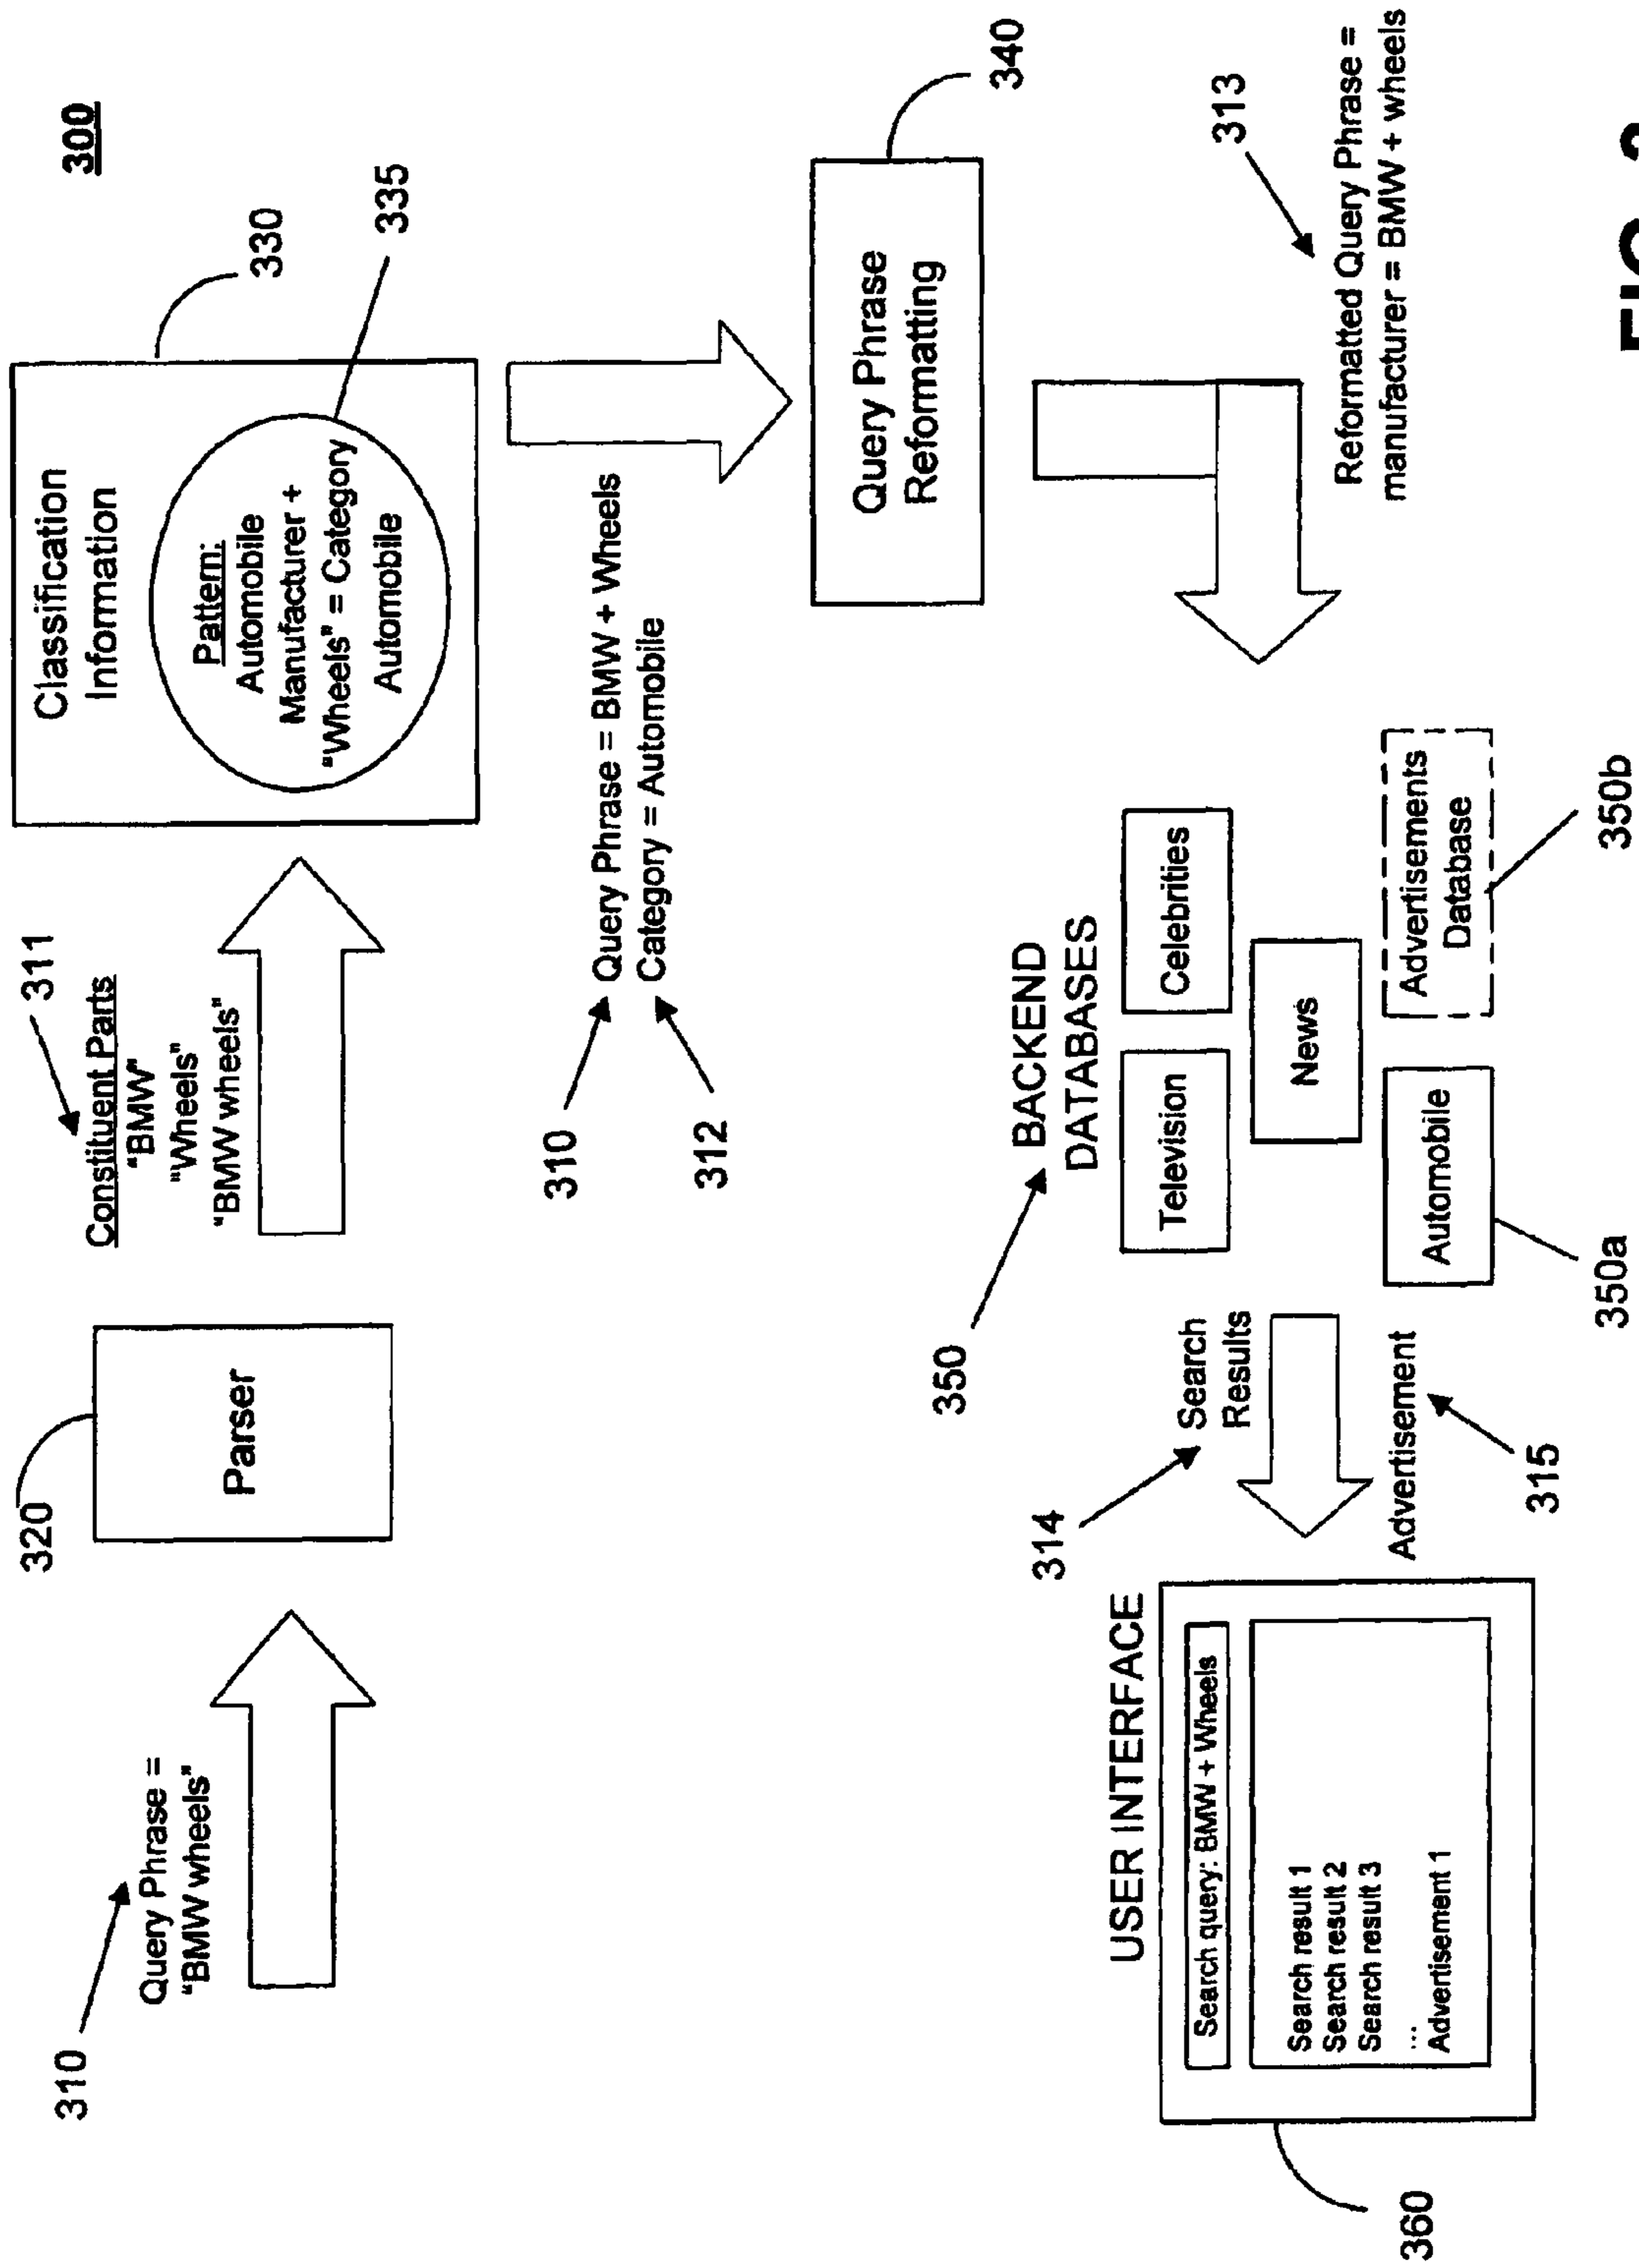 300
310
Query Phrase =
"BMW wheels"
320
Parser
311
Constituent Parts
"BMW"
"Wheels"
"BMW wheels"
Classification
Information
Pattern:
Automobile
Manufacturer +
"Wheels" = Category
Automobile
330
335
310
Query Phrase = BMW + Wheels
312
Category = Automobile
Query Phrase
Reformatting
340
313
Reformatted Query Phrase =
manufacturer = BMW + wheels
350
BACKEND
DATABASES
Television
Celebrities
News
Automobile
Advertisements
Database
350a
350b
314
Search
Results
Advertisement
315
USER INTERFACE
Search query: BMW + Wheels
Search result 1
Search result 2
Search result 3
...
Advertisement 1
360
FIG.